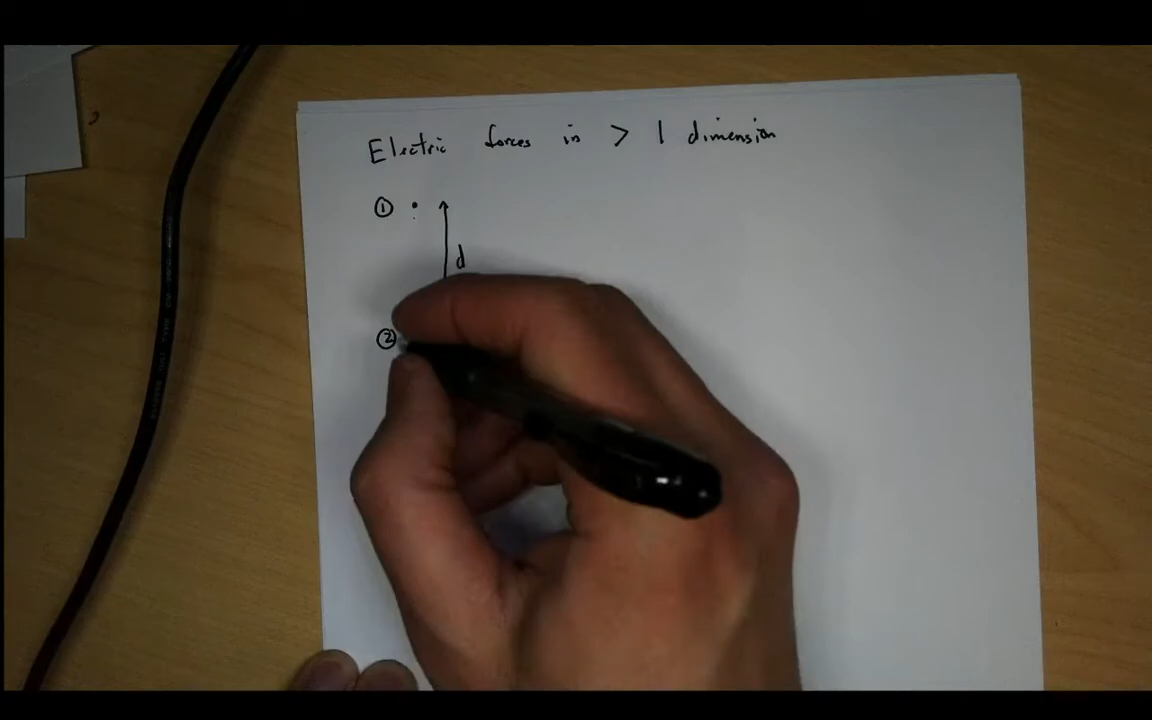 Electric forces in > 1 dimension
①
d
②